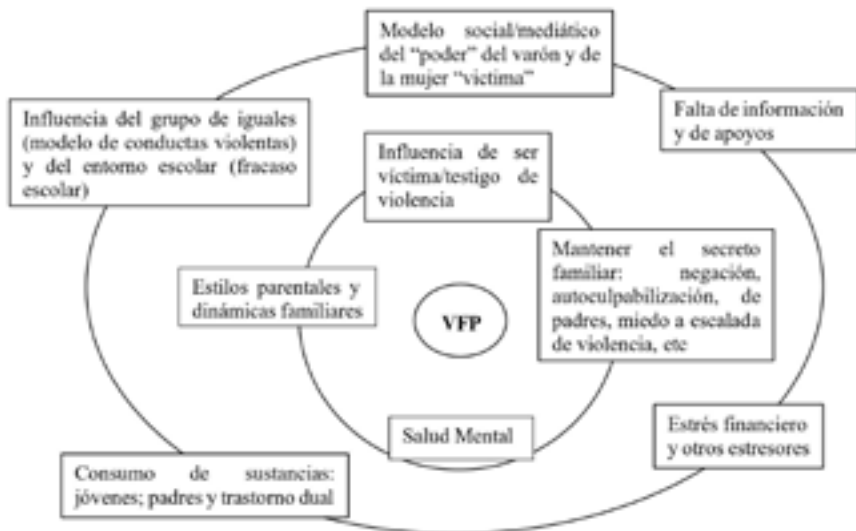 Modelo social/mediático
del “poder” del varón y de
la mujer “victima”
Influencia del grupo de iguales
(modelo de conductas violentas)
y del entorno escolar (fracaso
escolar)
Falta de información
y de apoyos
Influencia de ser
víctima/testigo de
violencia
Mantener el secreto
familiar: negación,
autoculpabilización, de
padres, miedo a escalada
de violencia, etc
Estilos parentales y
dinámicas familiares
VFP
Salud Mental
Estrés financiero
y otros estresores
Consumo de sustancias:
jóvenes; padres y trastorno dual